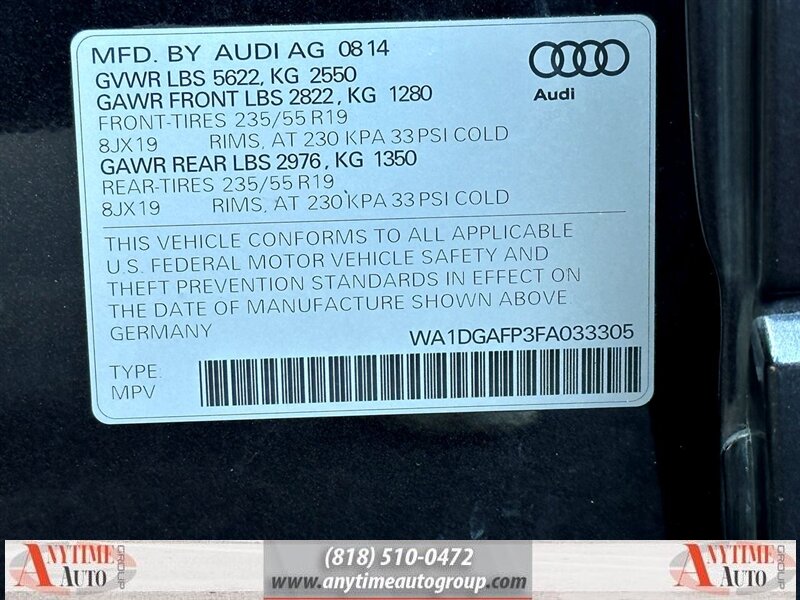 MFD. BY AUDI AG 08 14
GVWR LBS 5622, KG 2550
GAWR FRONT LBS 2822, KG 1280
FRONT-TIRES 235/55 R19
8JX19 RIMS, AT 230 KPA 33 PSI COLD
GAWR REAR LBS 2976, KG 1350
REAR-TIRES 235/55 R19
8JX19 RIMS, AT 230 KPA 33 PSI COLD
Audi
THIS VEHICLE CONFORMS TO ALL APPLICABLE
U.S. FEDERAL MOTOR VEHICLE SAFETY AND
THEFT PREVENTION STANDARDS IN EFFECT ON
THE DATE OF MANUFACTURE SHOWN ABOVE.
GERMANY WA1DGAFP3FA033305
TYPE:
MPV
ANYTIME AUTO GROUP
(818) 510-0472
www.anytimeautogroup.com
ANYTIME AUTO GROUP